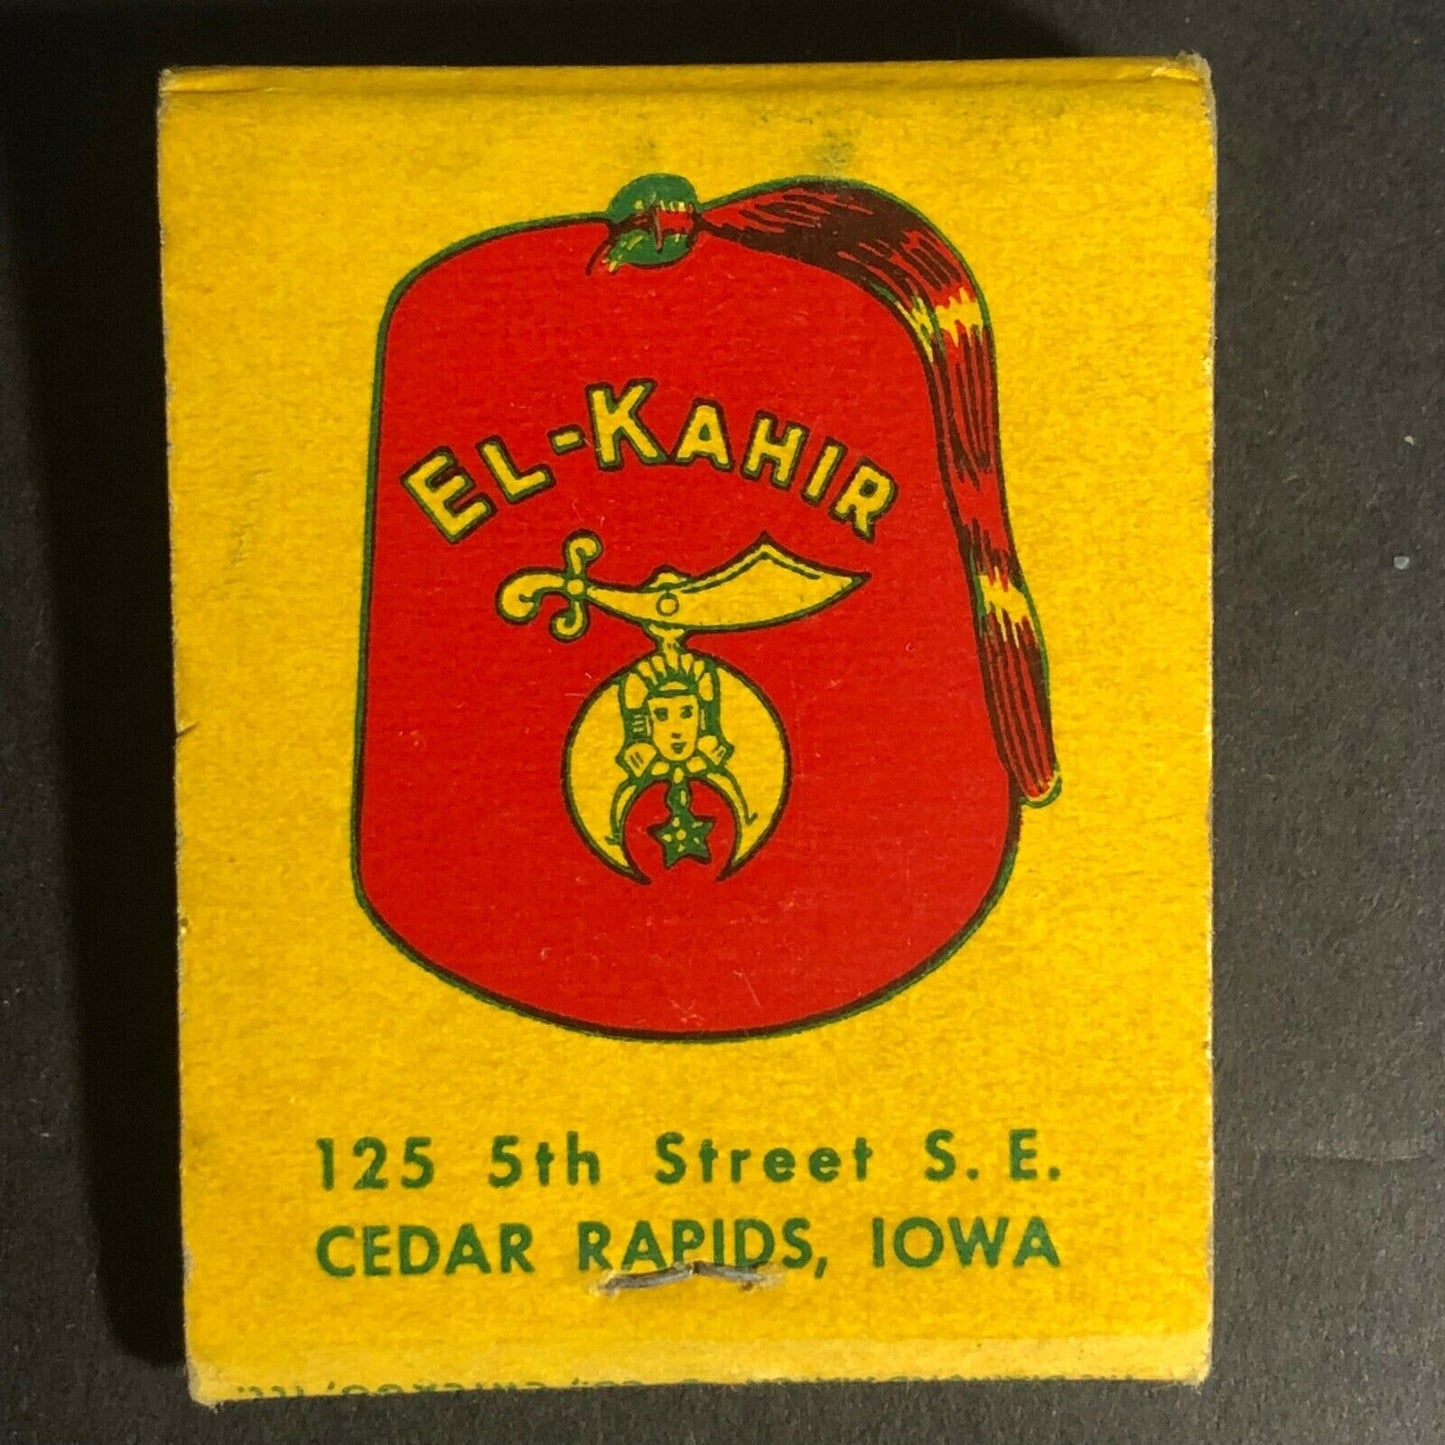 EL-KAHIR
125 5th Street S. E.
CEDAR RAPIDS, IOWA